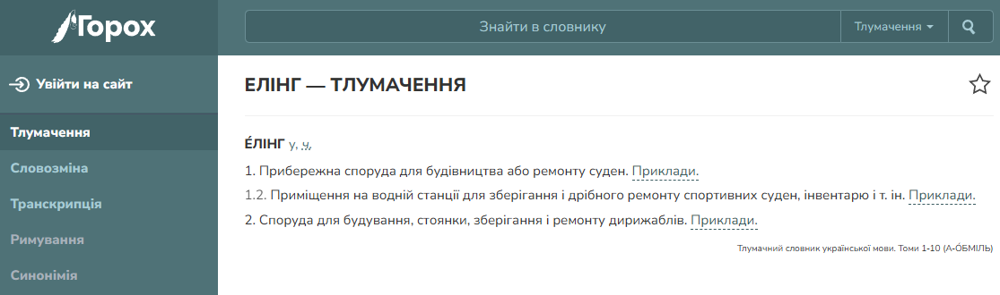 Горох
Знайти в словнику
Тлумачення
Увійти на сайт
Тлумачення
Словозміна
Транскрипція
Римування
Синонімія
ЕЛІНГ — ТЛУМАЧЕННЯ
Е́ЛІНГ у, ч.
1. Прибережна споруда для будівництва або ремонту суден. Приклади.
1.2. Приміщення на водній станції для зберігання і дрібного ремонту спортивних суден, інвентарю і т. ін. Приклади.
2. Споруда для будування, стоянки, зберігання і ремонту дирижаблів. Приклади.
Тлумачний словник української мови. Томи 1-10 (А-О́БМІЛЬ)